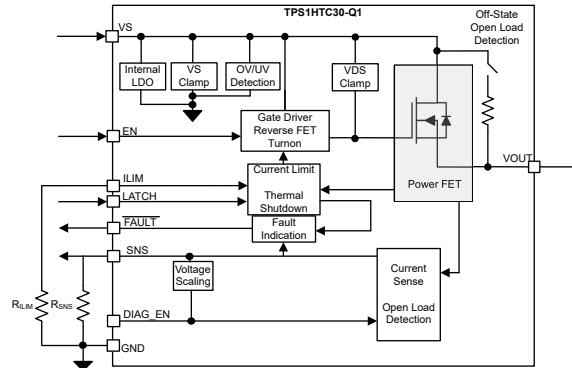 TPS1HTC30-Q1
VS
Off-State
Open Load
Detection
Internal
LDO
VS
Clamp
OV/UV
Detection
VDS
Clamp
EN
Gate Driver
Reverse FET
Turnon
VOUT
Power FET
ILIM
Current Limit
Thermal
Shutdown
LATCH
FAULT
Fault
Indication
SNS
Voltage
Scaling
Current
Sense
Open Load
Detection
RILIM
RSNS
DIAG_EN
GND